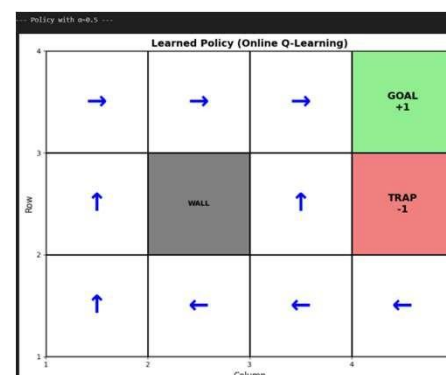 --- Policy with α=0.5 ---
Learned Policy (Online Q-Learning)
4
→ → → GOAL
+1
3
Row
↑ WALL ↑ TRAP
-1
2
↑ ← ← ←
1
1 2 3 4
Column